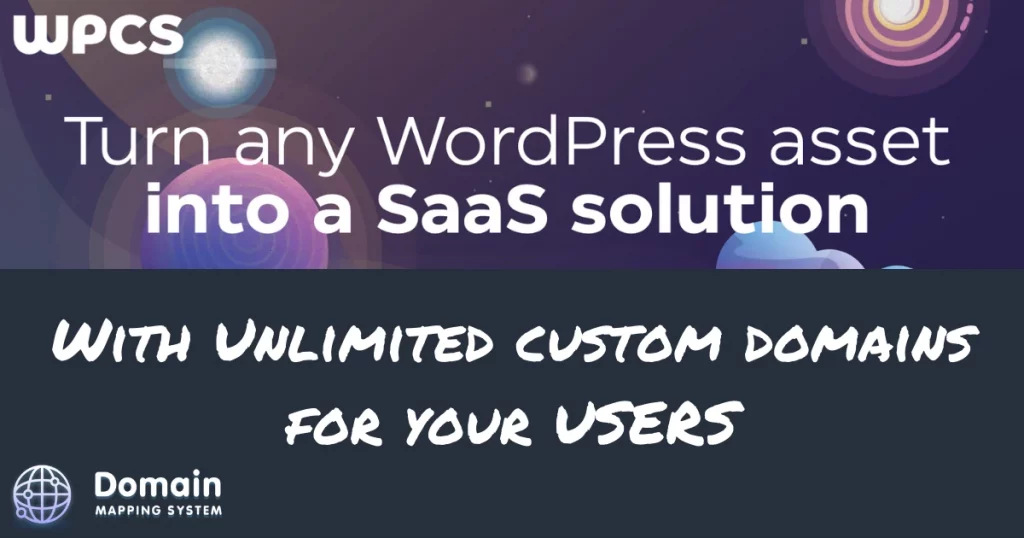 WPCS
Turn any WordPress asset
into a SaaS solution
With Unlimited custom domains
for your USERS
Domain
MAPPING SYSTEM